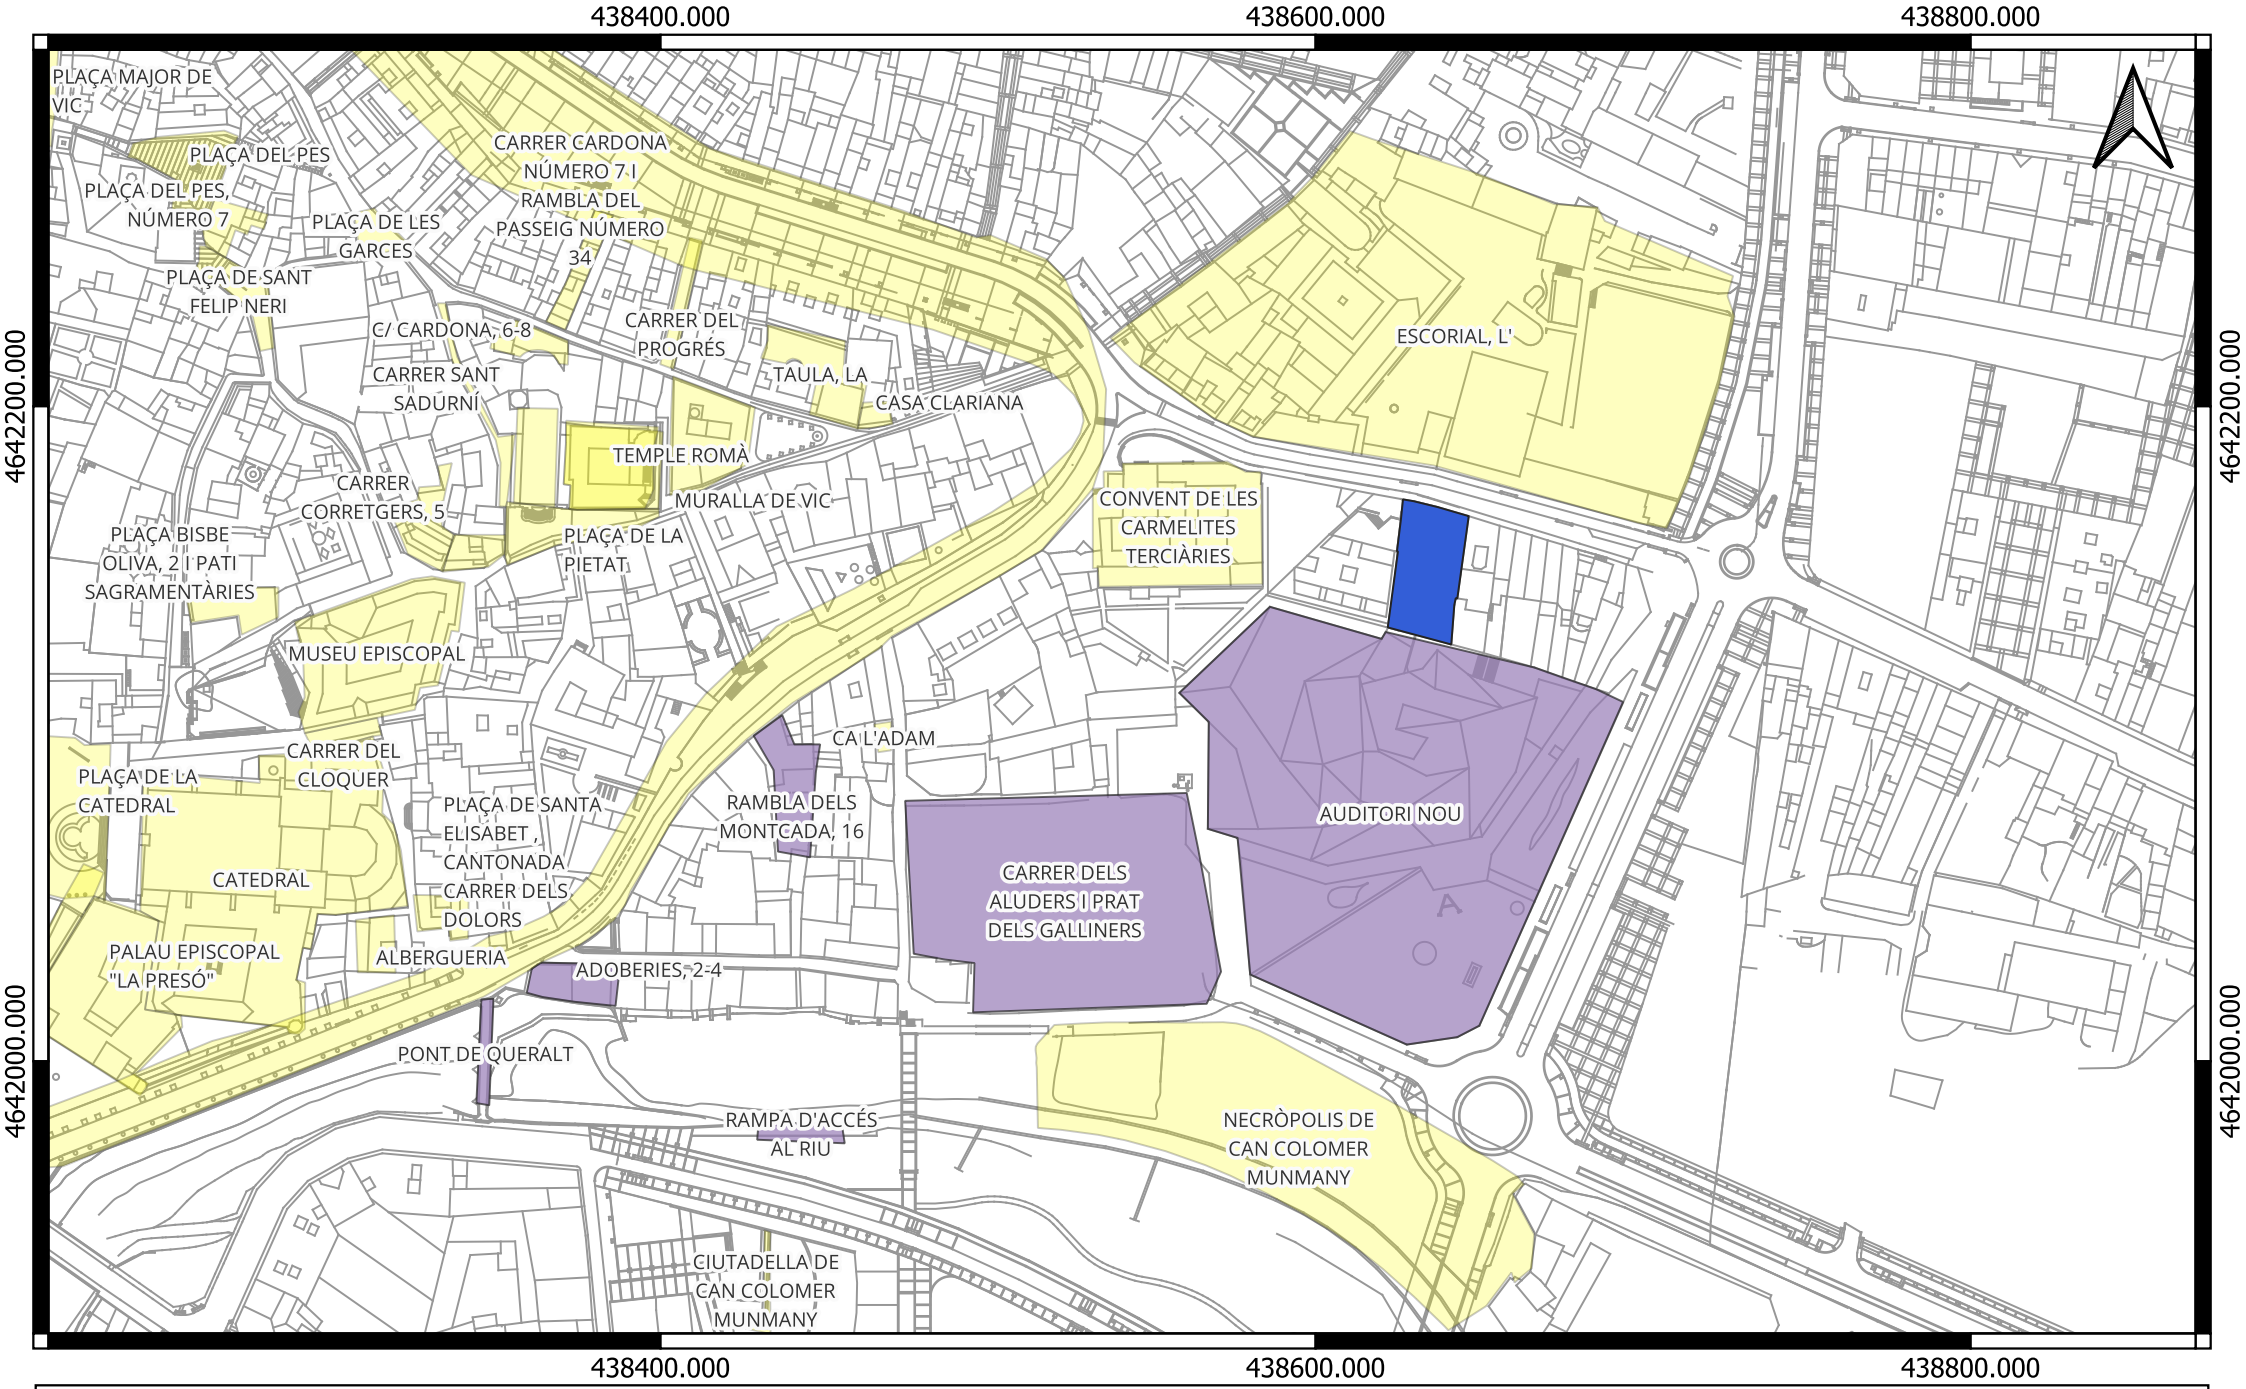 438400.000
438600.000
438800.000
PLAÇA MAJOR DE
VIC
PLAÇA DEL PES
PLAÇA DEL PES,
NÚMERO 7
PLAÇA DE SANT
FELIP NERI
PLAÇA DE LES
GARCES
CARRER CARDONA
NÚMERO 7 I
RAMBLA DEL
PASSEIG NÚMERO
34
C/ CARDONA, 6-8
CARRER DEL
PROGRÉS
CARRER SANT
SADURNÍ
TAULA, LA
CASA CLARIANA
ESCORIAL, L'
4642200.000
4642200.000
TEMPLE ROMÀ
CARRER
CORRETGERS, 5
MURALLA DE VIC
CONVENT DE LES
CARMELITES
TERCIÀRIES
PLAÇA DE LA
PIETAT
PLAÇA BISBE
OLIVA, 2 I PATI
SAGRAMENTÀRIES
MUSEU EPISCOPAL
CARRER DEL
CLOQUER
CA L'ADAM
PLAÇA DE LA
CATEDRAL
PLAÇA DE SANTA
ELISABET ,
CANTONADA
CARRER DELS
DOLORS
RAMBLA DELS
MONTCADA, 16
AUDITORI NOU
CATEDRAL
CARRER DELS
ALUDERS I PRAT
DELS GALLINERS
PALAU EPISCOPAL
"LA PRESÓ"
ALBERGUERIA
ADOBERIES, 2-4
4642000.000
4642000.000
PONT DE QUERALT
RAMPA D'ACCÉS
AL RIU
NECRÒPOLIS DE
CAN COLOMER
MUNMANY
CIUTADELLA DE
CAN COLOMER
MUNMANY
438400.000
438600.000
438800.000